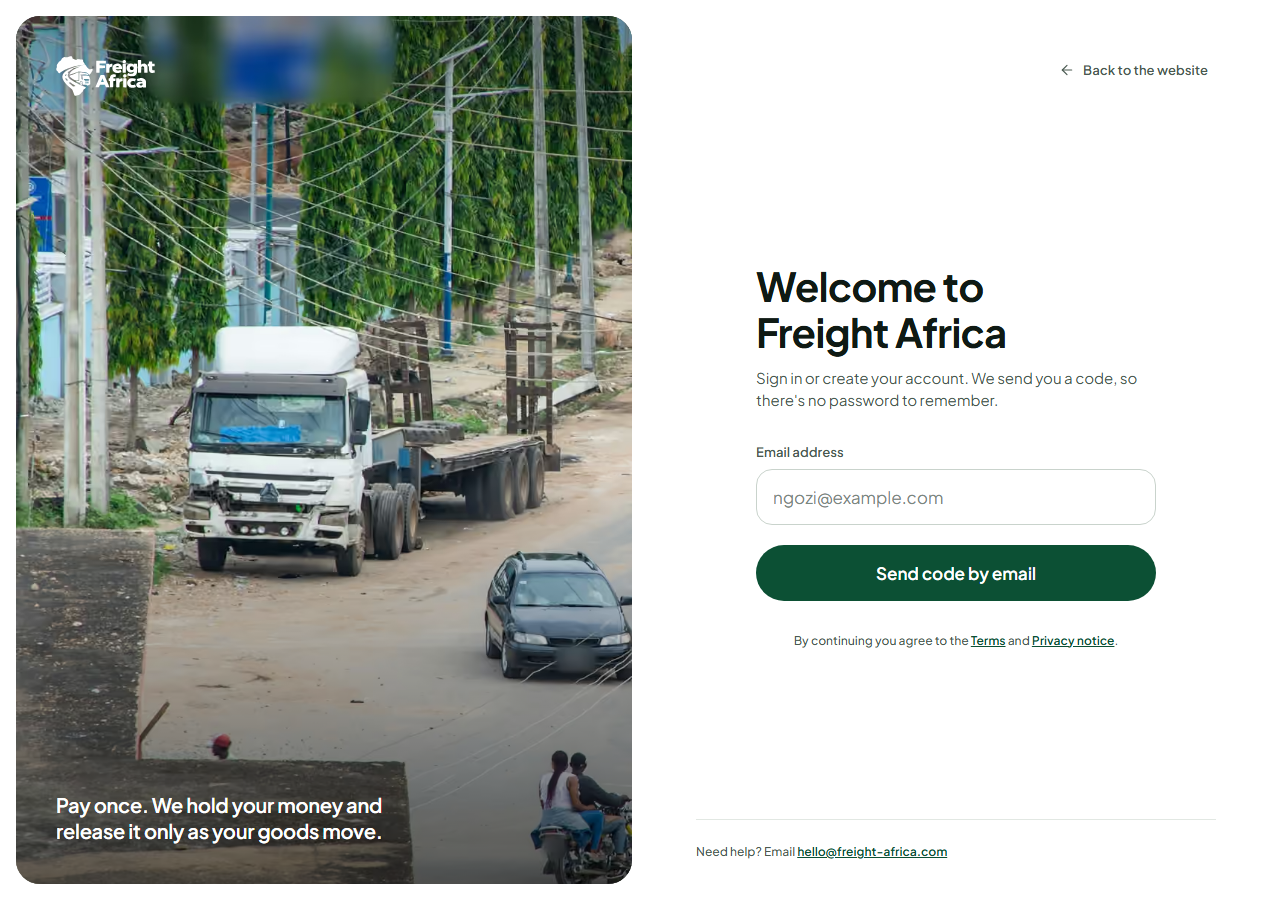 Freight
Africa
Back to the website
Welcome to
Freight Africa
Sign in or create your account. We send you a code, so
there's no password to remember.
Email address
ngozi@example.com
Send code by email
By continuing you agree to the Terms and Privacy notice.
Pay once. We hold your money and
release it only as your goods move.
Need help? Email hello@freight-africa.com